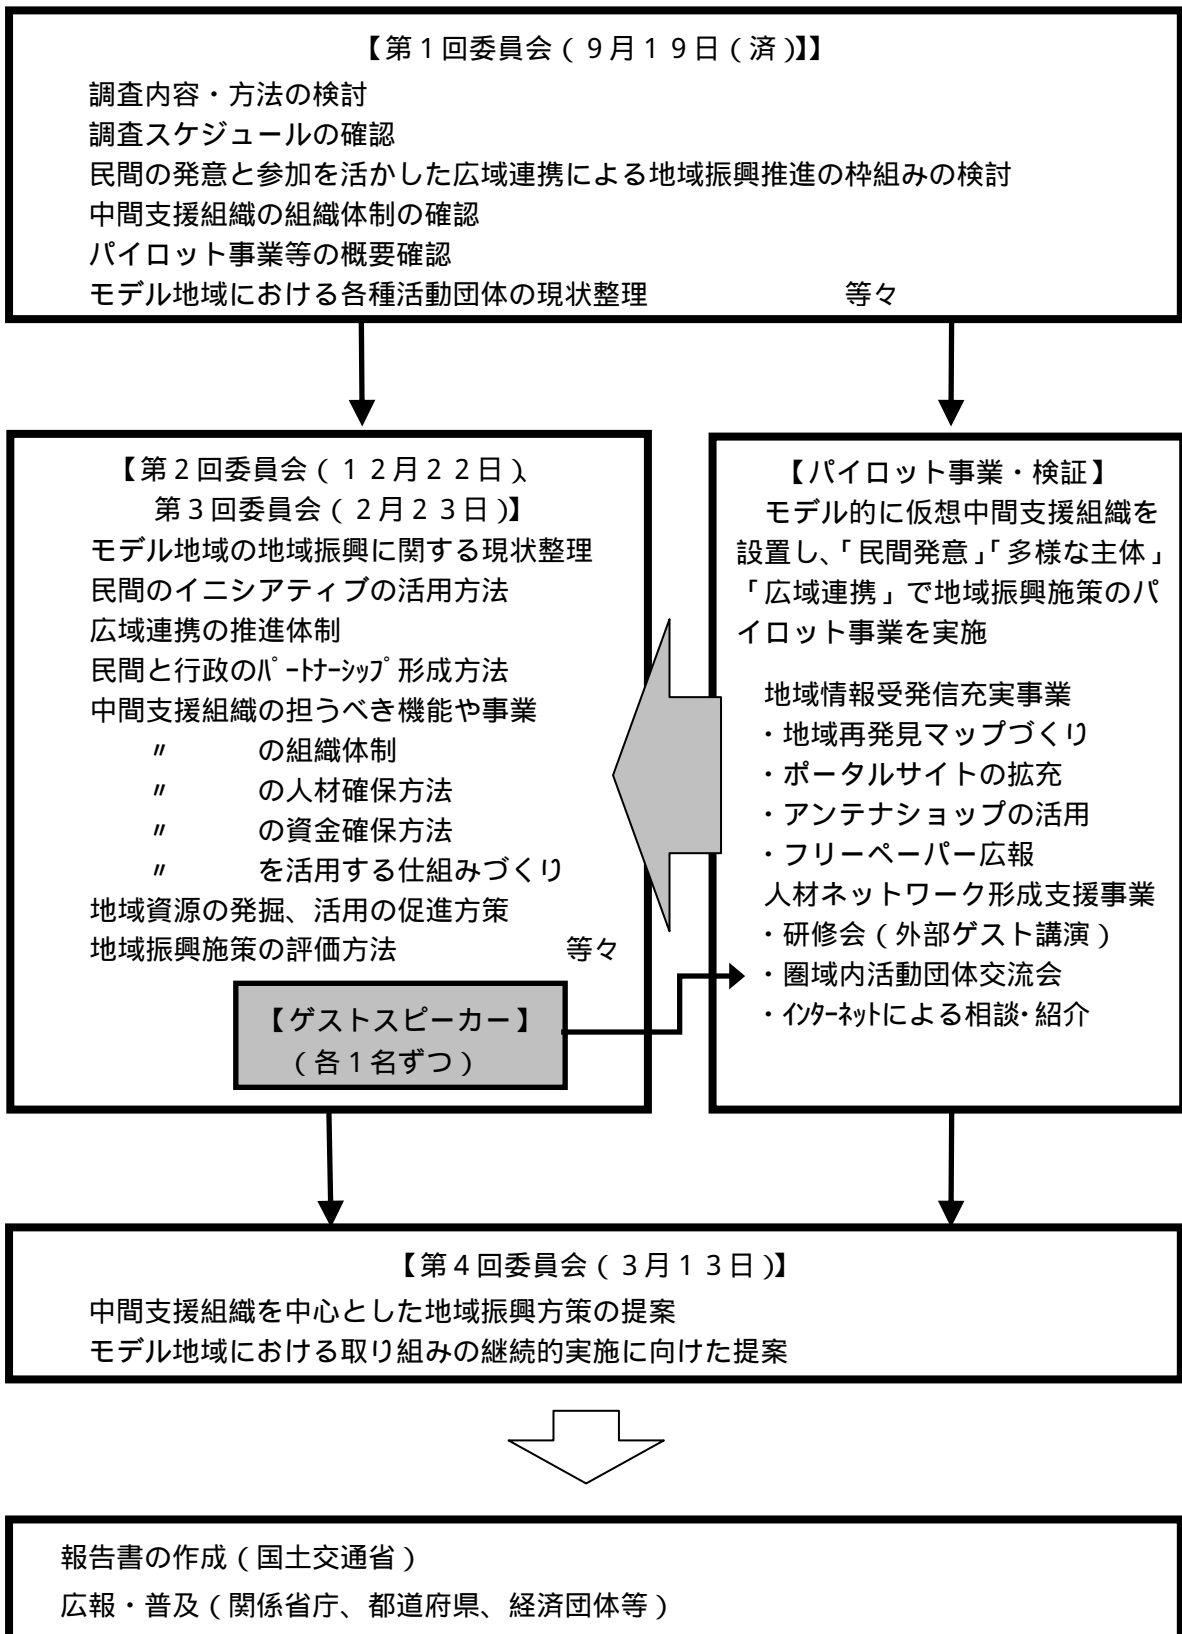 【第1回委員会(9月19日(済)】】
調査内容・方法の検討
調査スケジュールの確認
民間の発意と参加を活かした広域連携による地域振興推進の枠組みの検討
中間支援組織の組織体制の確認
パイロット事業等の概要確認
モデル地域における各種活動団体の現状整理 等々
【第2回委員会(12月22日)、
第3回委員会(2月23日)】
モデル地域の地域振興に関する現状整理
民間のイニシアティブの活用方法
広域連携の推進体制
民間と行政のﾊﾟｰﾄﾅｰｼｯﾌﾟ形成方法
中間支援組織の担うべき機能や事業
〃 の組織体制
〃 の人材確保方法
〃 の資金確保方法
〃 を活用する仕組みづくり
地域資源の発掘、活用の促進方策
地域振興施策の評価方法 等々
【ゲストスピーカー】
(各1名ずつ)
【パイロット事業・検証】
モデル的に仮想中間支援組織を
設置し、「民間発意」「多様な主体」
「広域連携」で地域振興施策のパ
イロット事業を実施
地域情報受発信充実事業
・地域再発見マップづくり
・ポータルサイトの拡充
・アンテナショップの活用
・フリーペーパー広報
人材ネットワーク形成支援事業
・研修会(外部ゲスト講演)
・圏域内活動団体交流会
・ｲﾝﾀｰﾈｯﾄによる相談・紹介
【第4回委員会(3月13日)】
中間支援組織を中心とした地域振興方策の提案
モデル地域における取り組みの継続的実施に向けた提案
報告書の作成(国土交通省)
広報・普及(関係省庁、都道府県、経済団体等)